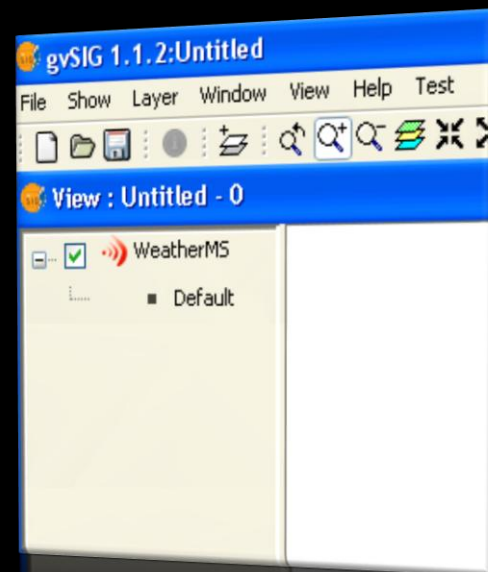 gvSIG 1.1.2:Untitled
File Show Layer Window View Help Test
View : Untitled - 0
WeatherMS
Default